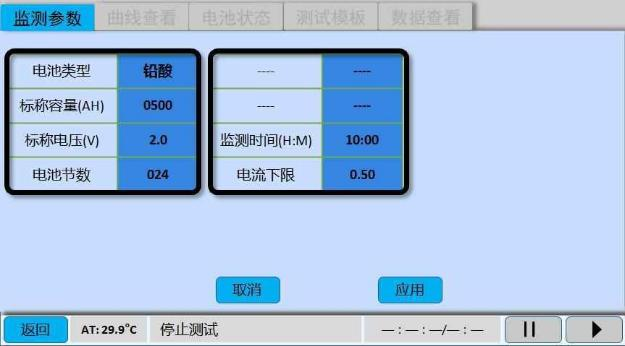 监测参数 曲线查看 电池状态 测试模板 数据查看
电池类型 铅酸 ---- ----
标称容量(AH) 0500 ---- ----
标称电压(V) 2.0 监测时间(H:M) 10:00
电池节数 024 电流下限 0.50
取消 应用
返回 AT: 29.9°C 停止测试 — : — : —/— : —